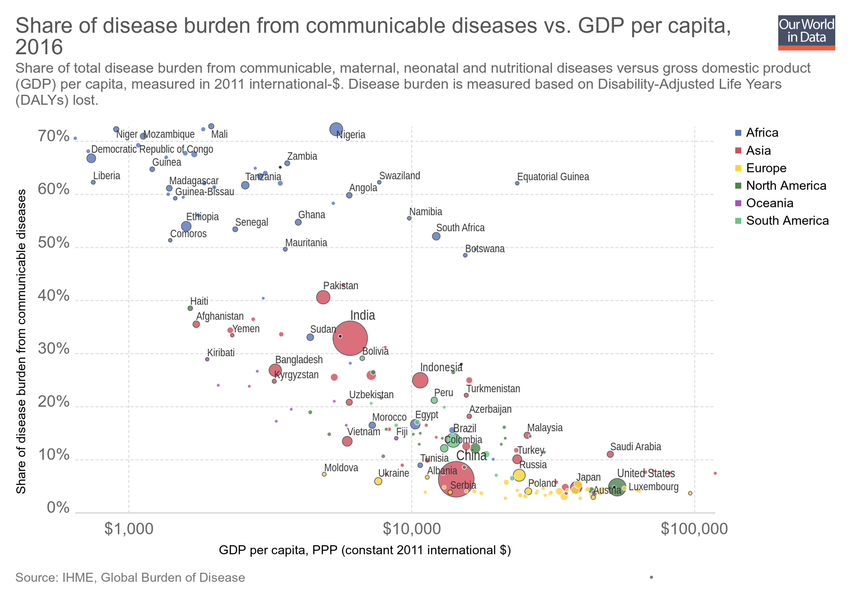 Share of disease burden from communicable diseases vs. GDP per capita,
2016
Our World
in Data
Share of total disease burden from communicable, maternal, neonatal and nutritional diseases versus gross domestic product
(GDP) per capita, measured in 2011 international-$. Disease burden is measured based on Disability-Adjusted Life Years
(DALYs) lost.
Share of disease burden from communicable diseases
70%
60%
50%
40%
30%
20%
10%
0%
Niger
Mozambique
Mali
Nigeria
Democratic Republic of Congo
Guinea
Zambia
Liberia
Madagascar
Tanzania
Swaziland
Equatorial Guinea
Guinea-Bissau
Angola
Ethiopia
Senegal
Ghana
Namibia
Comoros
South Africa
Mauritania
Botswana
Pakistan
Haiti
Afghanistan
India
Yemen
Sudan
Kiribati
Bolivia
Bangladesh
Kyrgyzstan
Indonesia
Uzbekistan
Peru
Turkmenistan
Morocco
Egypt
Azerbaijan
Vietnam
Fiji
Brazil
Colombia
Malaysia
Moldova
Tunisia
China
Turkey
Saudi Arabia
Ukraine
Albania
Russia
Serbia
Poland
Japan
United States
Austria
Luxembourg
$1,000
$10,000
$100,000
GDP per capita, PPP (constant 2011 international $)
Africa
Asia
Europe
North America
Oceania
South America
Source: IHME, Global Burden of Disease